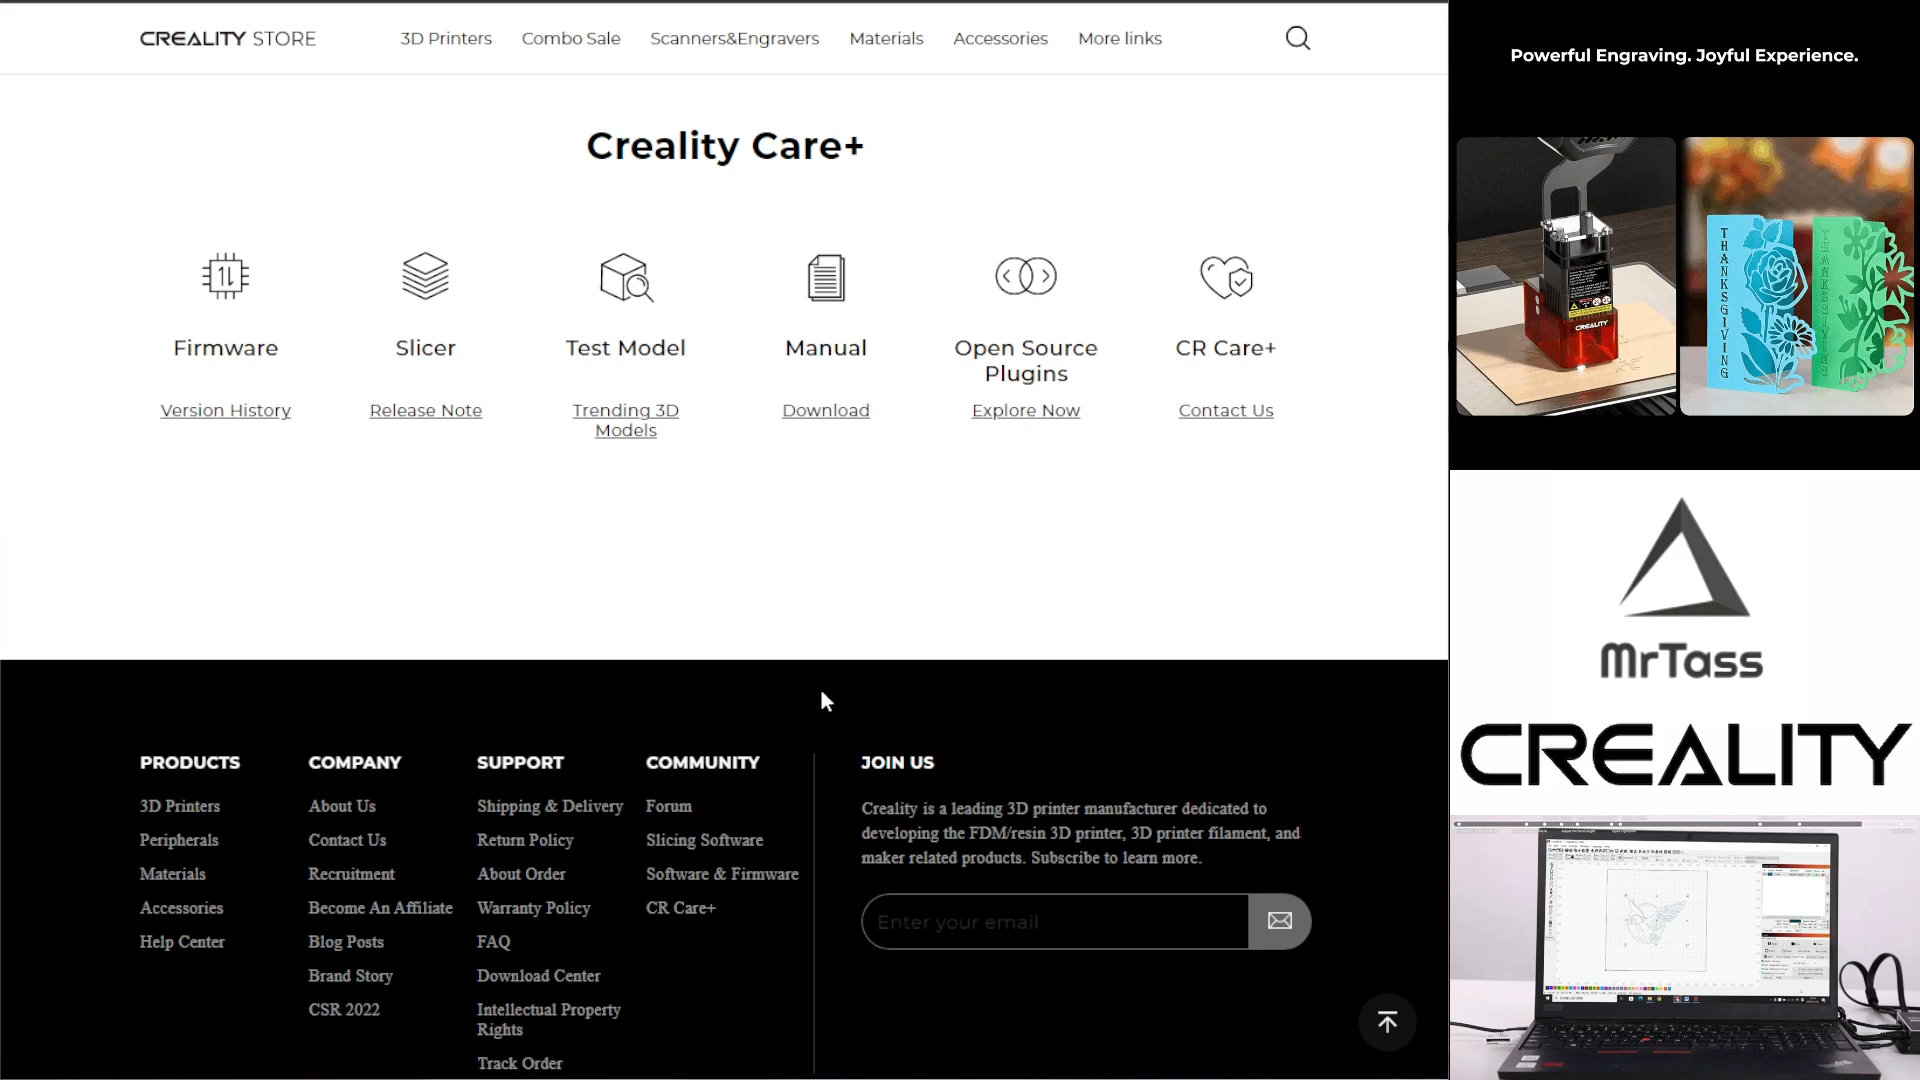 CREALITY STORE
3D Printers
Combo Sale
Scanners&Engravers
Materials
Accessories
More links
Creality Care+
Firmware
Version History
Slicer
Release Note
Test Model
Trending 3D
Models
Manual
Download
Open Source
Plugins
Explore Now
CR Care+
Contact Us
PRODUCTS
3D Printers
Peripherals
Materials
Accessories
Help Center
COMPANY
About Us
Contact Us
Recruitment
Become An Affiliate
Blog Posts
Brand Story
CSR 2022
SUPPORT
Shipping & Delivery
Return Policy
About Order
Warranty Policy
FAQ
Download Center
Intellectual Property
Rights
Track Order
COMMUNITY
Forum
Slicing Software
Software & Firmware
CR Care+
JOIN US
Creality is a leading 3D printer manufacturer dedicated to
developing the FDM/resin 3D printer, 3D printer filament, and
maker related products. Subscribe to learn more.
Enter your email
Powerful Engraving. Joyful Experience.
CREALITY
THANKSGIVING
THANKSGIVING
MrTass
CREALITY